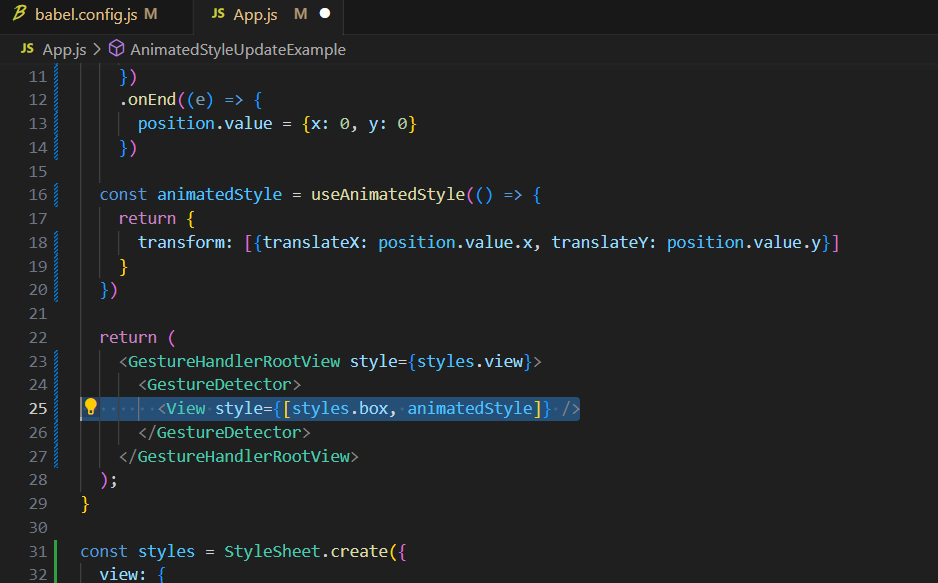 babel.config.js M
JS App.js M
JS App.js > AnimatedStyleUpdateExample
11 })
12 .onEnd((e) => {
13 position.value = {x: 0, y: 0}
14 })
15
16 const animatedStyle = useAnimatedStyle(() => {
17 return {
18 transform: [{translateX: position.value.x, translateY: position.value.y}]
19 }
20 })
21
22 return (
23 <GestureHandlerRootView style={styles.view}>
24 <GestureDetector>
25 <View style={[styles.box, animatedStyle]} />
26 </GestureDetector>
27 </GestureHandlerRootView>
28 );
29 }
30
31 const styles = StyleSheet.create({
32 view: {